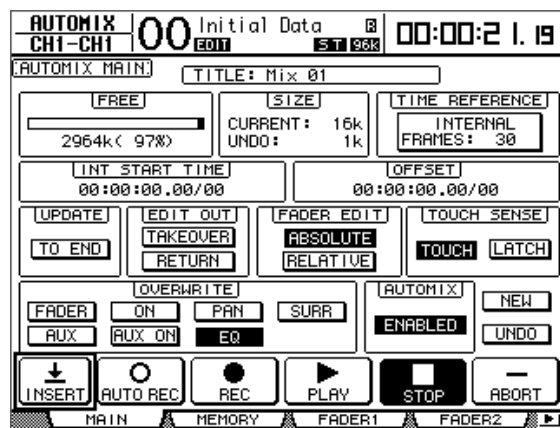 AUTOMIX
CH1-CH1
00 Initial Data
EDIT ST 96k
00:00:21.19
AUTOMIX MAIN
TITLE: Mix 01
FREE
2964k( 97%)
SIZE
CURRENT: 16k
UNDO: 1k
TIME REFERENCE
INTERNAL
FRAMES: 30
INT START TIME
00:00:00.00/00
OFFSET
00:00:00.00/00
UPDATE
TO END
EDIT OUT
TAKEOVER
RETURN
FADER EDIT
ABSOLUTE
RELATIVE
TOUCH SENSE
TOUCH LATCH
OVERWRITE
FADER ON PAN SURR
AUX AUX ON EQ
AUTOMIX
ENABLED
NEW
UNDO
INSERT AUTO REC REC PLAY STOP ABORT
MAIN MEMORY FADER1 FADER2